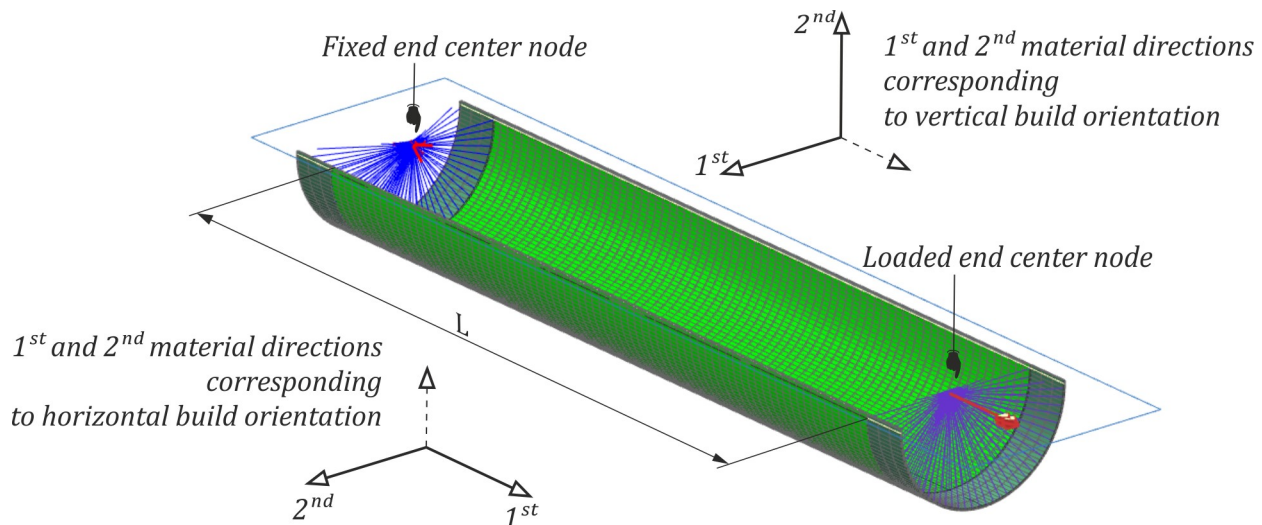 Fixed end center node
2nd
1st and 2nd material directions
corresponding
to vertical build orientation
1st
Loaded end center node
L
1st and 2nd material directions
corresponding
to horizontal build orientation
2nd
1st